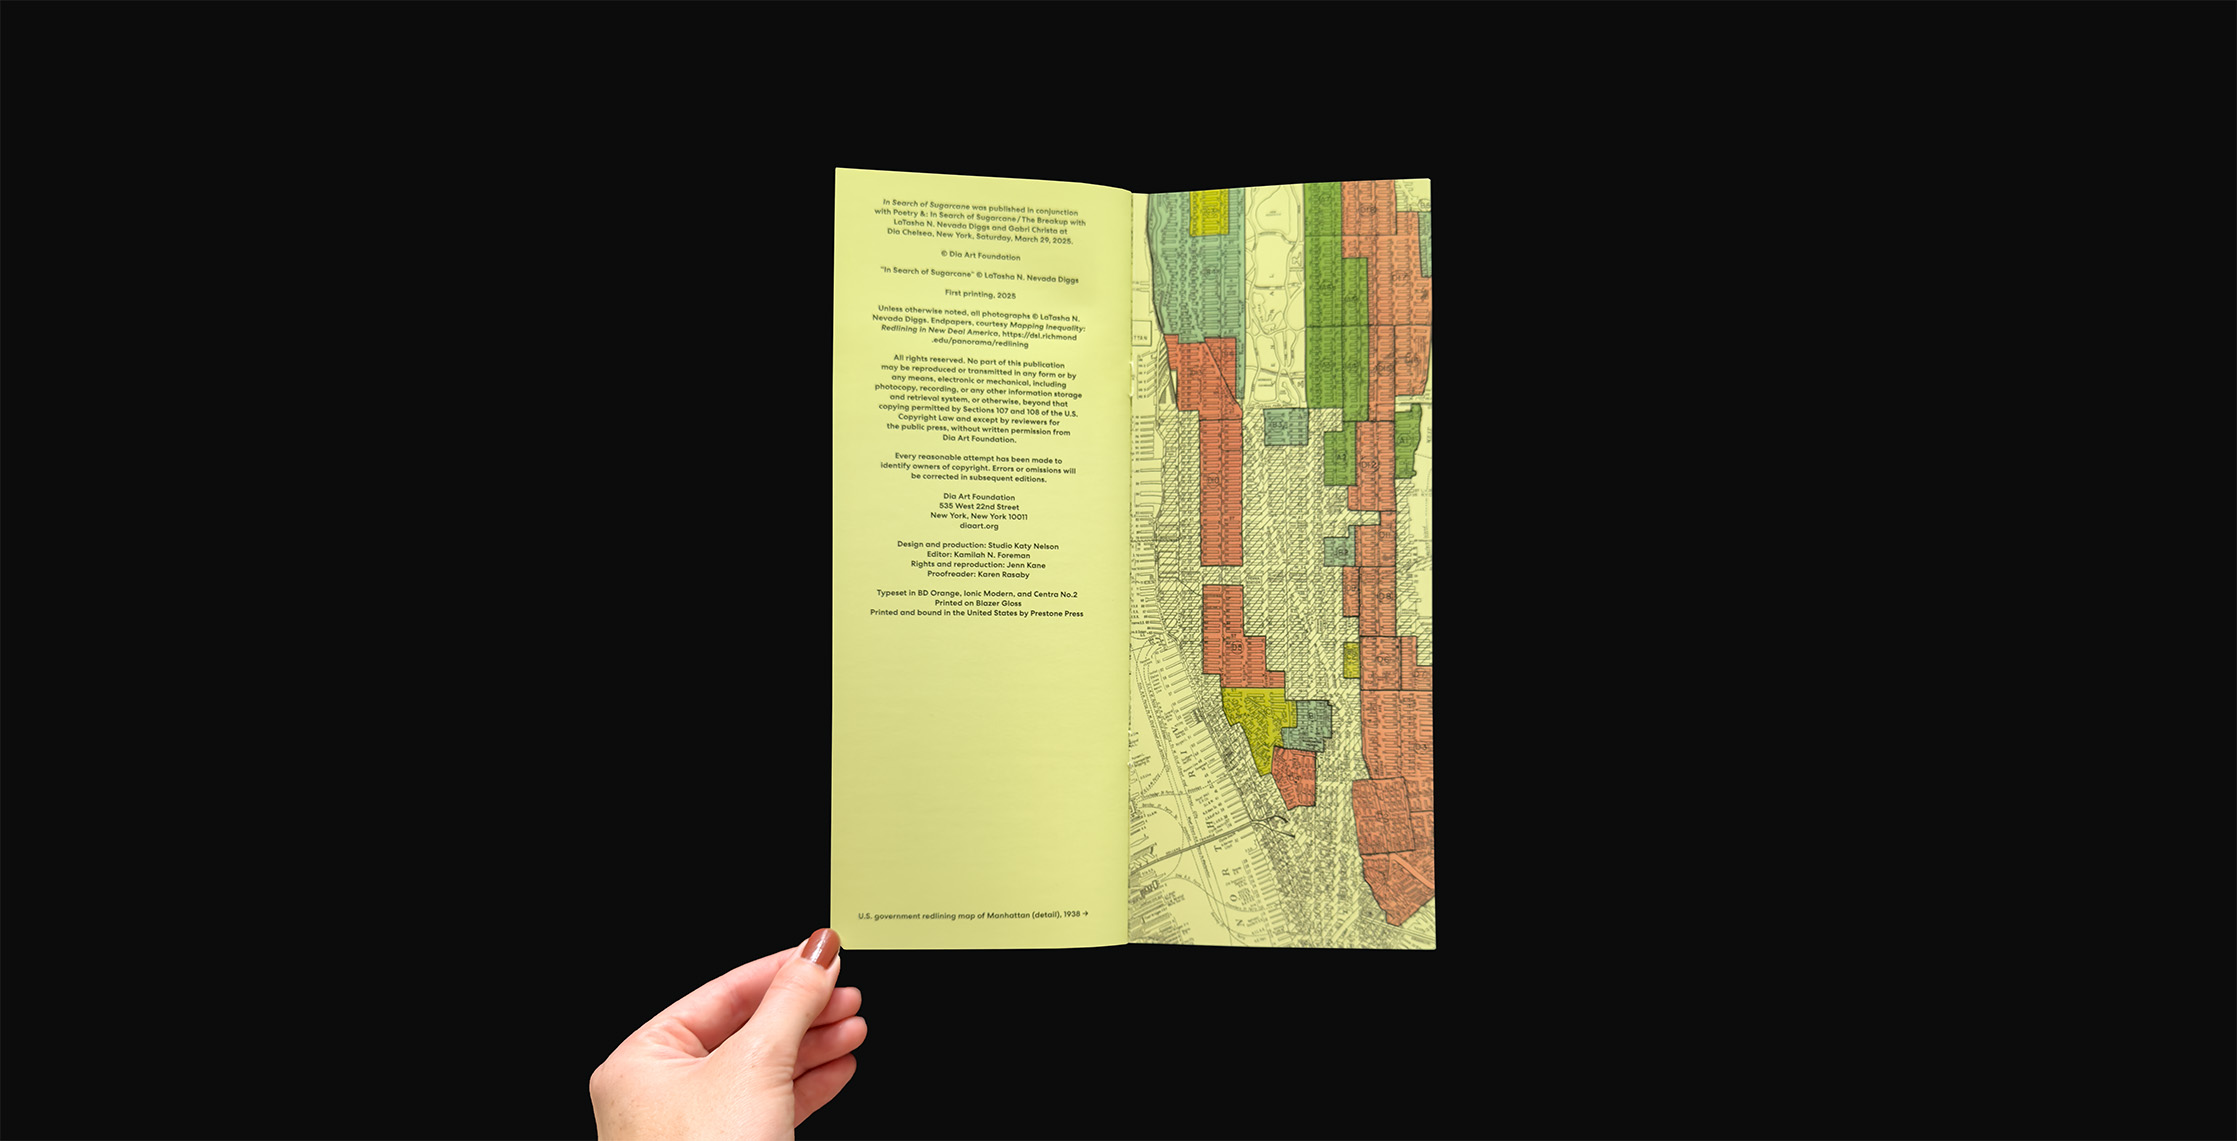 In Search of Sugarcane was published in conjunction
with Poetry &: In Search of Sugarcane / The Breakup with
LaTasha N. Nevada Diggs and Gabri Christa at
Dia Chelsea, New York, Saturday, March 29, 2025.
© Dia Art Foundation
"In Search of Sugarcane" © LaTasha N. Nevada Diggs
First printing, 2025
Unless otherwise noted, all photographs © LaTasha N.
Nevada Diggs. Endpapers, courtesy Mapping Inequality:
Redlining in New Deal America, https://dsl.richmond
.edu/panorama/redlining
All rights reserved. No part of this publication
may be reproduced or transmitted in any form or by
any means, electronic or mechanical, including
photocopy, recording, or any other information storage
and retrieval system, or otherwise, beyond that
copying permitted by Sections 107 and 108 of the U.S.
Copyright Law and except by reviewers for
the public press, without written permission from
Dia Art Foundation.
Every reasonable attempt has been made to
identify owners of copyright. Errors or omissions will
be corrected in subsequent editions.
Dia Art Foundation
535 West 22nd Street
New York, New York 10011
diaart.org
Design and production: Studio Katy Nelson
Editor: Kamilah N. Foreman
Rights and reproduction: Jenn Kane
Proofreader: Karen Rasaby
Typeset in BD Orange, Ionic Modern, and Centra No.2
Printed on Blazer Gloss
Printed and bound in the United States by Prestone Press
U.S. government redlining map of Manhattan (detail), 1938 →